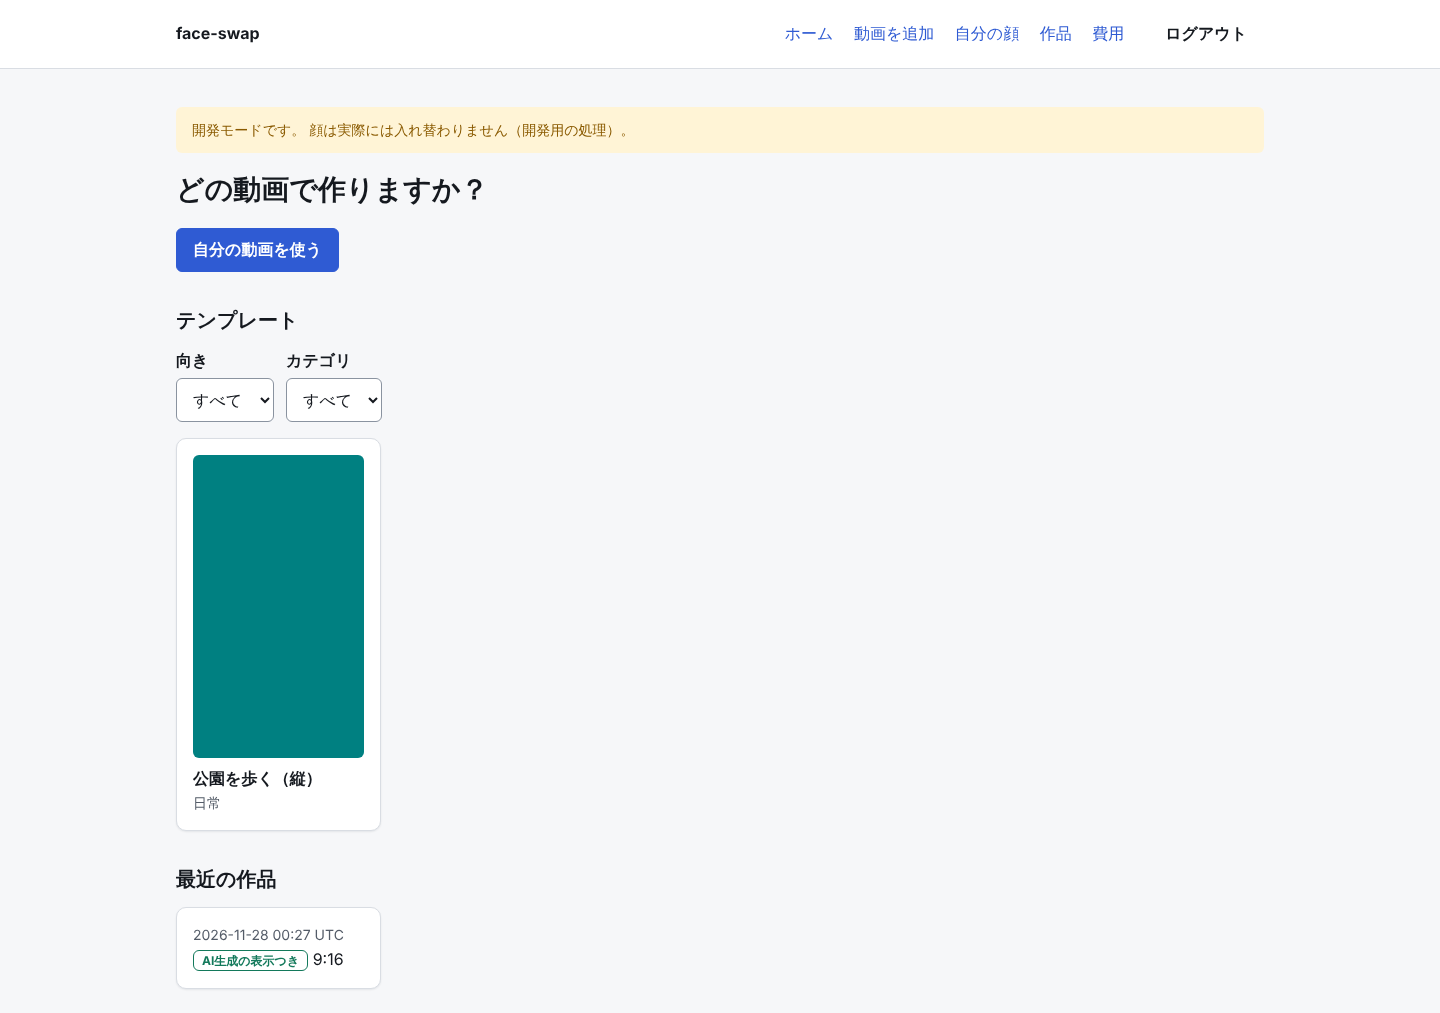 face-swap
ホーム 動画を追加 自分の顔 作品 費用 ログアウト
開発モードです。 顔は実際には入れ替わりません（開発用の処理）。
どの動画で作りますか？
自分の動画を使う
テンプレート
向き カテゴリ
すべて すべて
公園を歩く（縦）
日常
最近の作品
2026-11-28 00:27 UTC
AI生成の表示つき 9:16